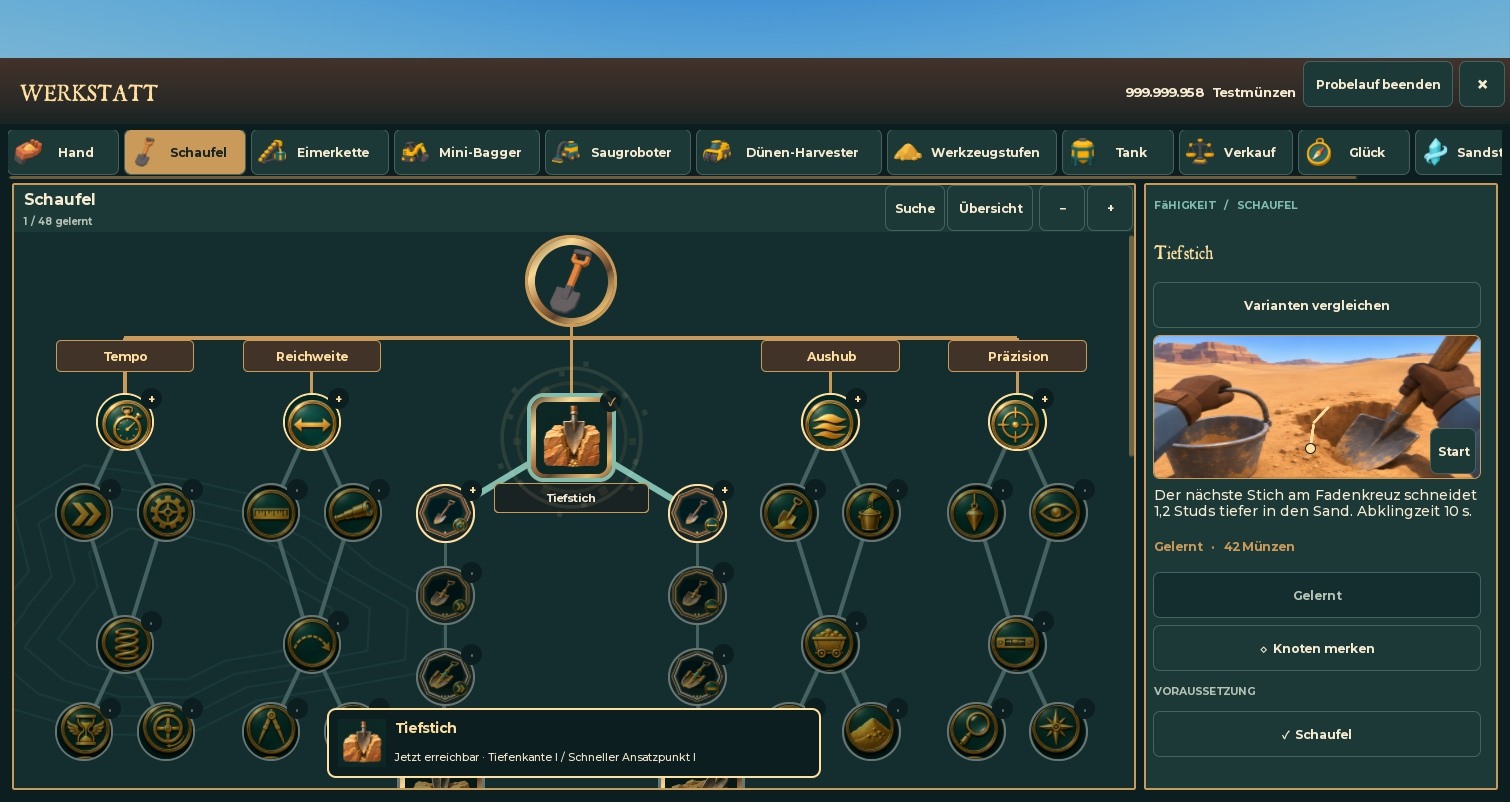 WERKSTATT
999.999.958 Testmünzen
Probelauf beenden
×
Hand
Schaufel
Eimerkette
Mini-Bagger
Saugroboter
Dünen-Harvester
Werkzeugstufen
Tank
Verkauf
Glück
Sandst
Schaufel
1 / 48 gelernt
Suche
Übersicht
–
+
Tempo
Reichweite
Aushub
Präzision
Tiefstich
Tiefstich
Jetzt erreichbar · Tiefenkante I / Schneller Ansatzpunkt I
FäHIGKEIT / SCHAUFEL
Tiefstich
Varianten vergleichen
Start
Der nächste Stich am Fadenkreuz schneidet
1,2 Studs tiefer in den Sand. Abklingzeit 10 s.
Gelernt · 42 Münzen
Gelernt
⋄ Knoten merken
VORAUSSETZUNG
✓ Schaufel